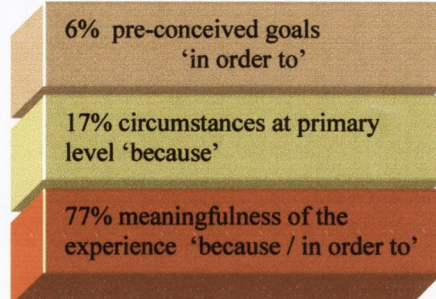 6% pre-conceived goals
‘in order to’
17% circumstances at primary
level ‘because’
77% meaningfulness of the
experience ‘because / in order to’